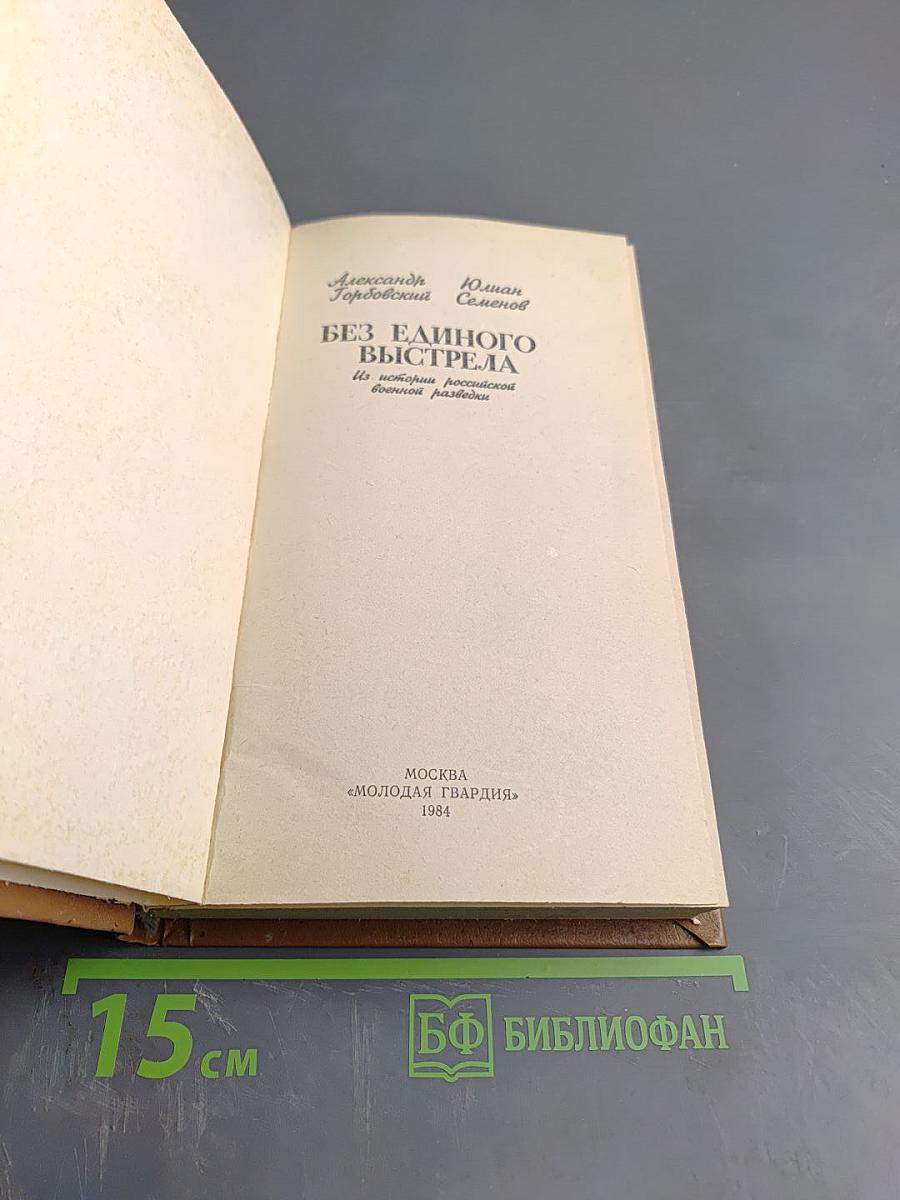 Александр Юлиан
Горбовский Семенов
БЕЗ ЕДИНОГО
ВЫСТРЕЛА
Из истории российской
военной разведки
МОСКВА
«МОЛОДАЯ ГВАРДИЯ»
1984
15 см
БФ БИБЛИОФАН